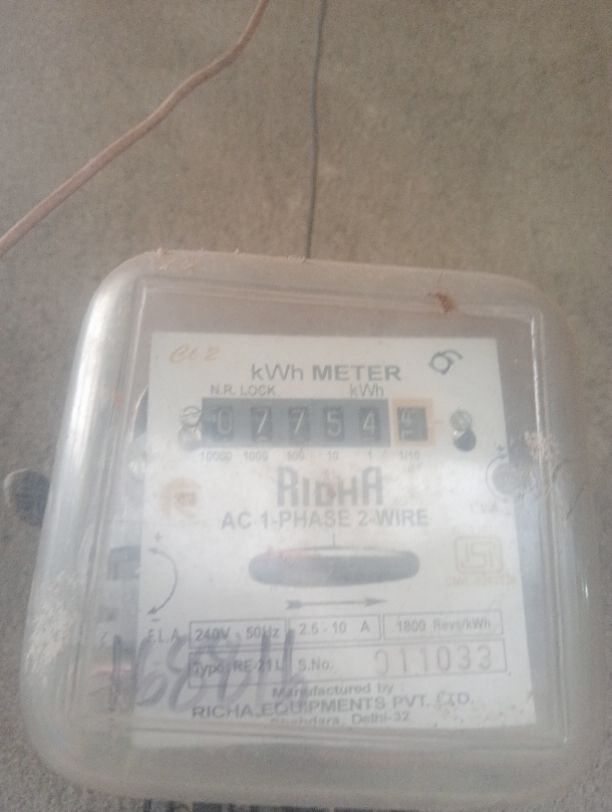 CL 2
kWh METER
N.R. LOCK kWh
0 7 7 5 4
10000 1000 100 10 1 1/10
RIDHA
AC 1-PHASE 2-WIRE
+
-
F.L.A. 240V - 50Hz 2.5 - 10 A 1800 Revs/kWh
Type : RE-21L S.No. 011033
Manufactured by :
RICHA EQUIPMENTS PVT. LTD.
Shahdara, Delhi-32